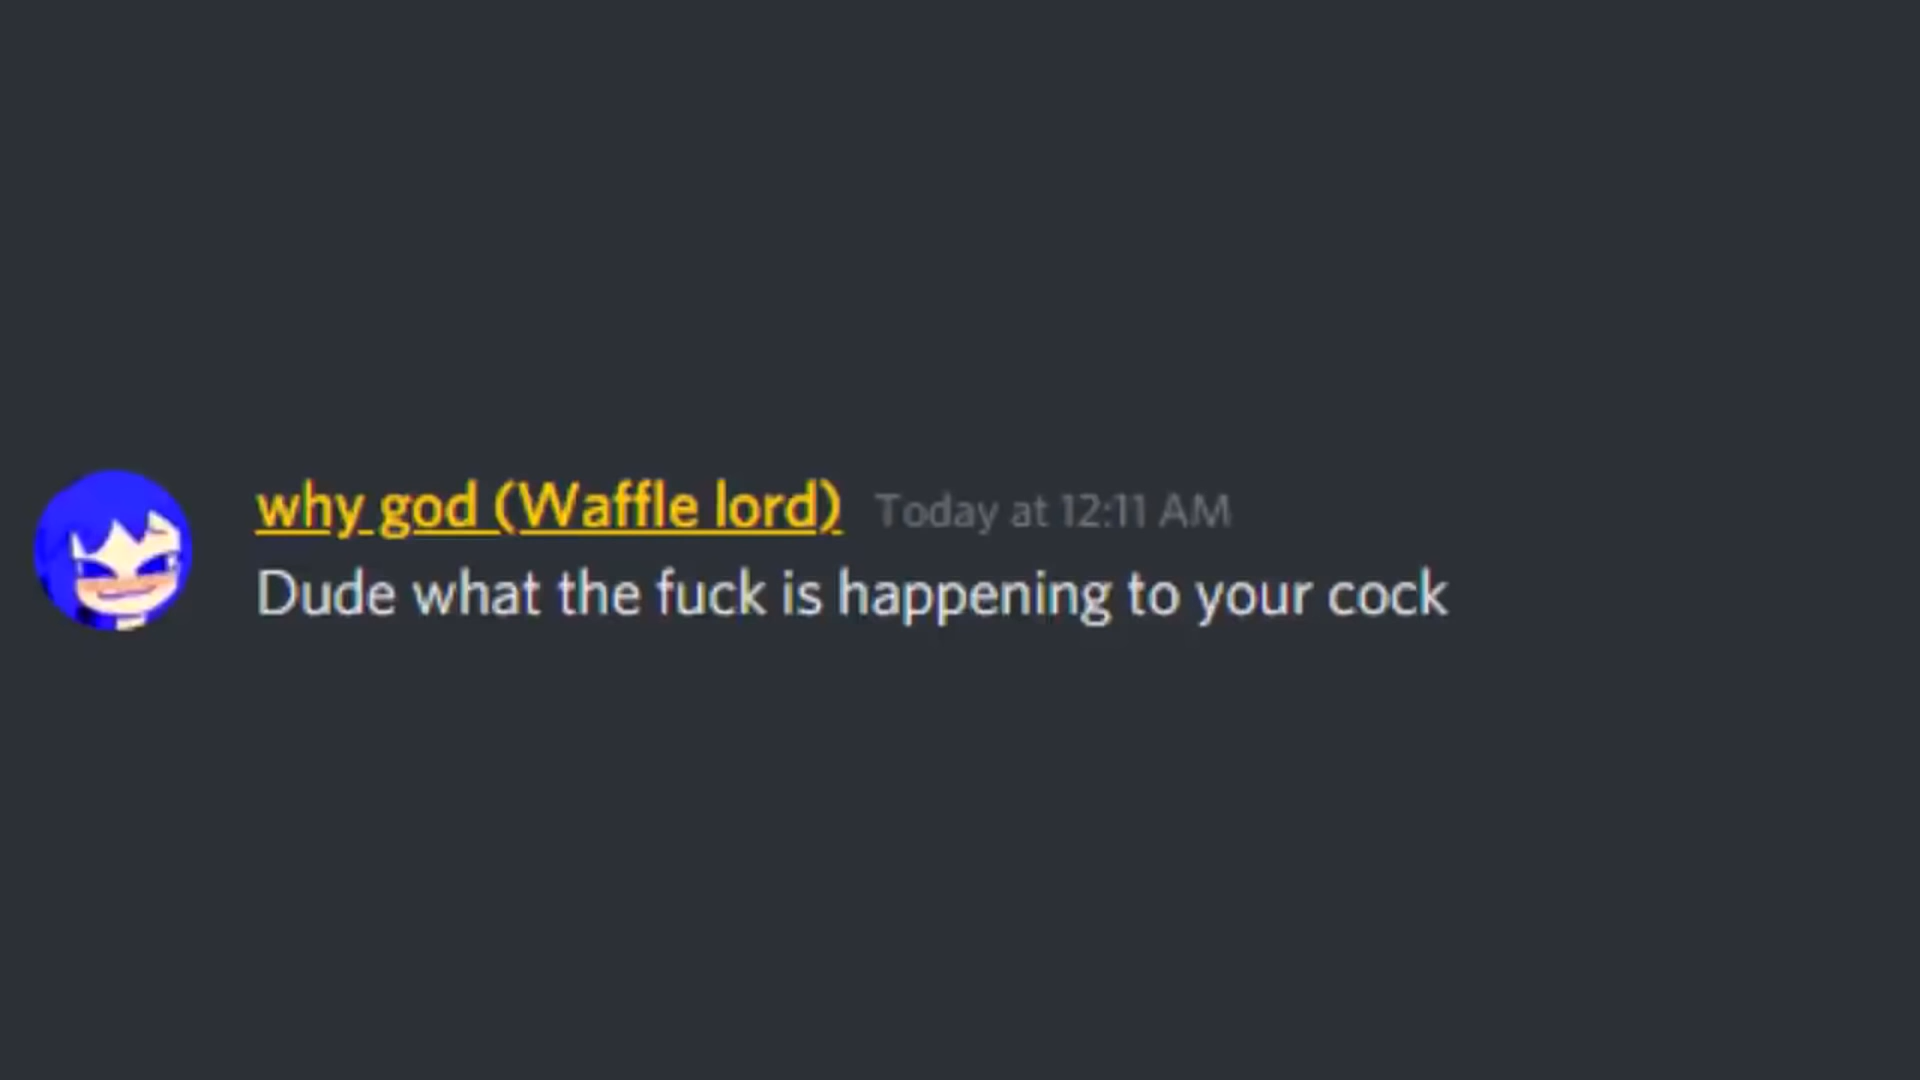 why god (Waffle lord) Today at 12:11 AM
Dude what the fuck is happening to your cock